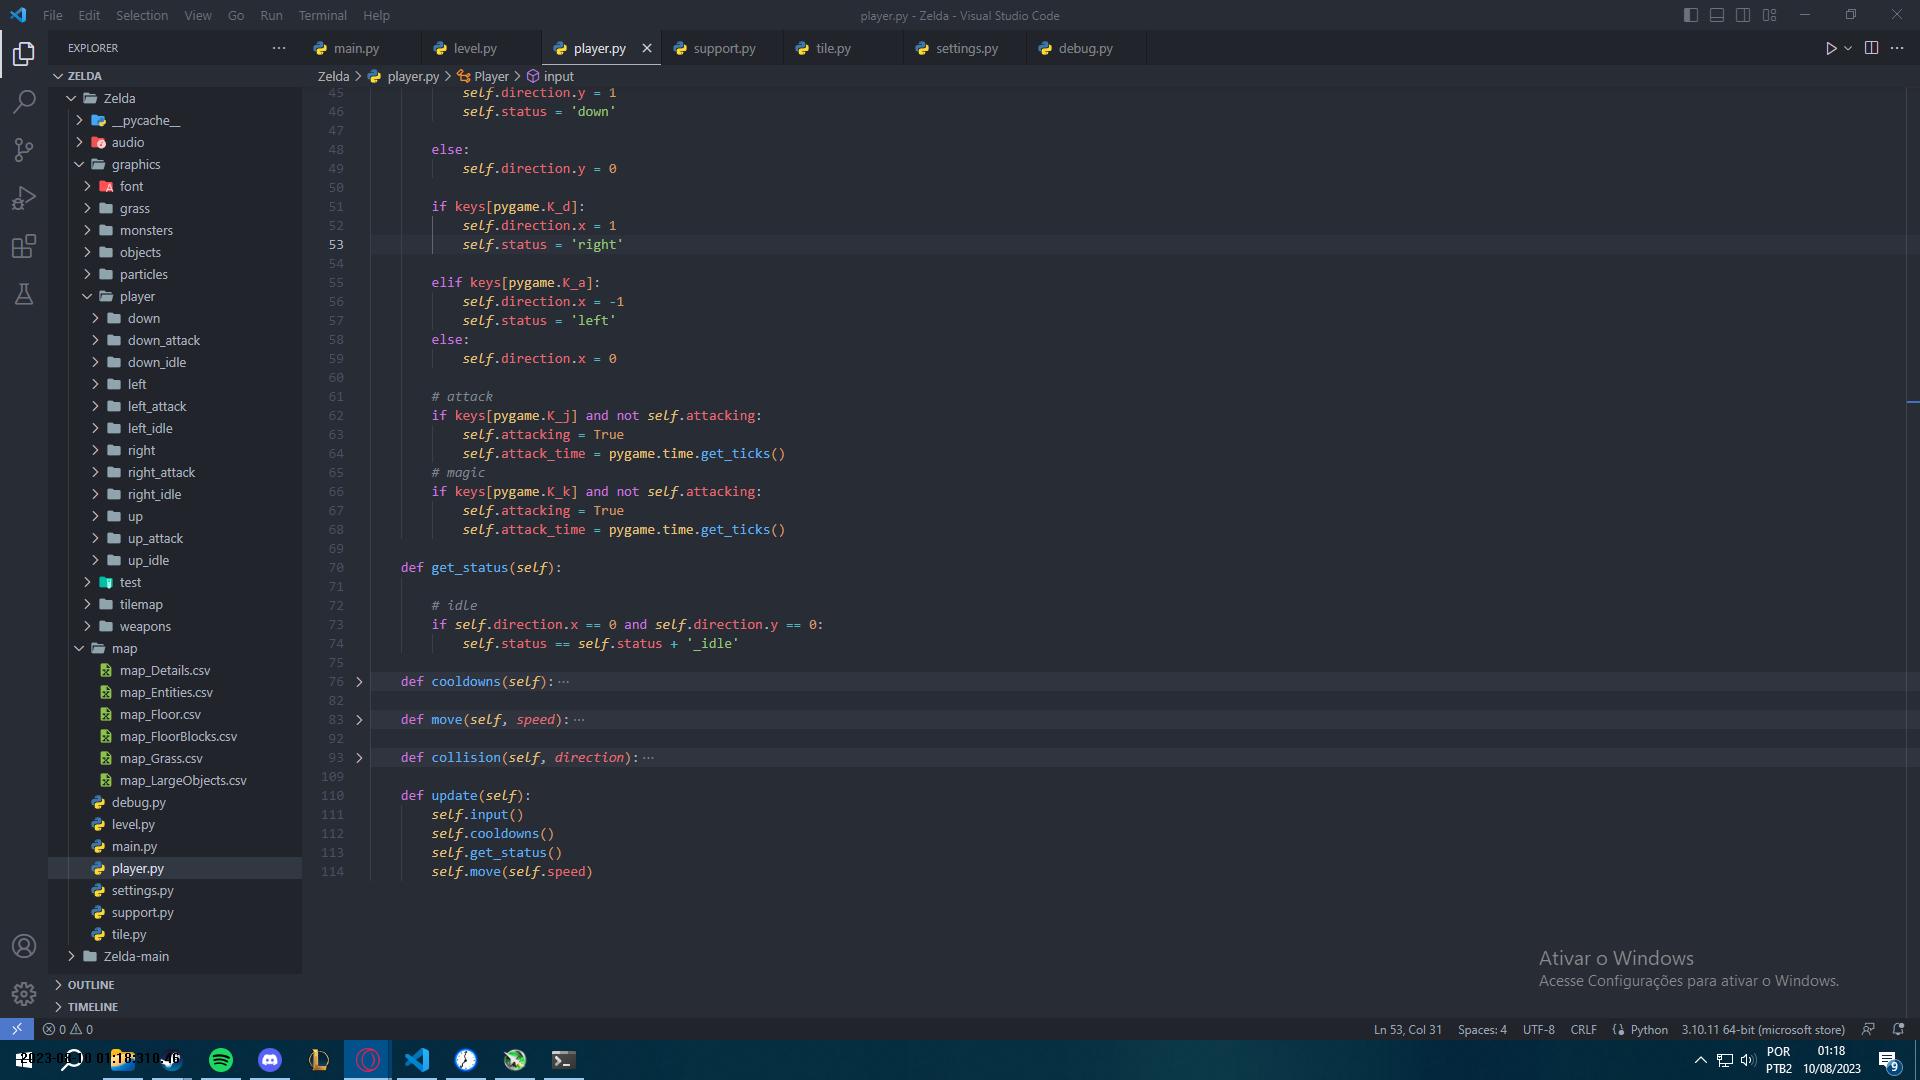 File Edit Selection View Go Run Terminal Help
player.py - Zelda - Visual Studio Code
EXPLORER
main.py level.py player.py support.py tile.py settings.py debug.py
ZELDA
Zelda > player.py > Player > input
Zelda
__pycache__
audio
graphics
font
grass
monsters
objects
particles
player
down
down_attack
down_idle
left
left_attack
left_idle
right
right_attack
right_idle
up
up_attack
up_idle
test
tilemap
weapons
map
map_Details.csv
map_Entities.csv
map_Floor.csv
map_FloorBlocks.csv
map_Grass.csv
map_LargeObjects.csv
debug.py
level.py
main.py
player.py
settings.py
support.py
tile.py
Zelda-main
OUTLINE
TIMELINE
45 self.direction.y = 1
46 self.status = 'down'
47
48 else:
49 self.direction.y = 0
50
51 if keys[pygame.K_d]:
52 self.direction.x = 1
53 self.status = 'right'
54
55 elif keys[pygame.K_a]:
56 self.direction.x = -1
57 self.status = 'left'
58 else:
59 self.direction.x = 0
60
61 # attack
62 if keys[pygame.K_j] and not self.attacking:
63 self.attacking = True
64 self.attack_time = pygame.time.get_ticks()
65 # magic
66 if keys[pygame.K_k] and not self.attacking:
67 self.attacking = True
68 self.attack_time = pygame.time.get_ticks()
69
70 def get_status(self):
71
72 # idle
73 if self.direction.x == 0 and self.direction.y == 0:
74 self.status == self.status + '_idle'
75
76 def cooldowns(self): ...
82
83 def move(self, speed): ...
92
93 def collision(self, direction): ...
109
110 def update(self):
111 self.input()
112 self.cooldowns()
113 self.get_status()
114 self.move(self.speed)
Ativar o Windows
Acesse Configurações para ativar o Windows.
0 0
Ln 53, Col 31 Spaces: 4 UTF-8 CRLF Python 3.10.11 64-bit (microsoft store)
POR
PTB2
01:18
10/08/2023
9